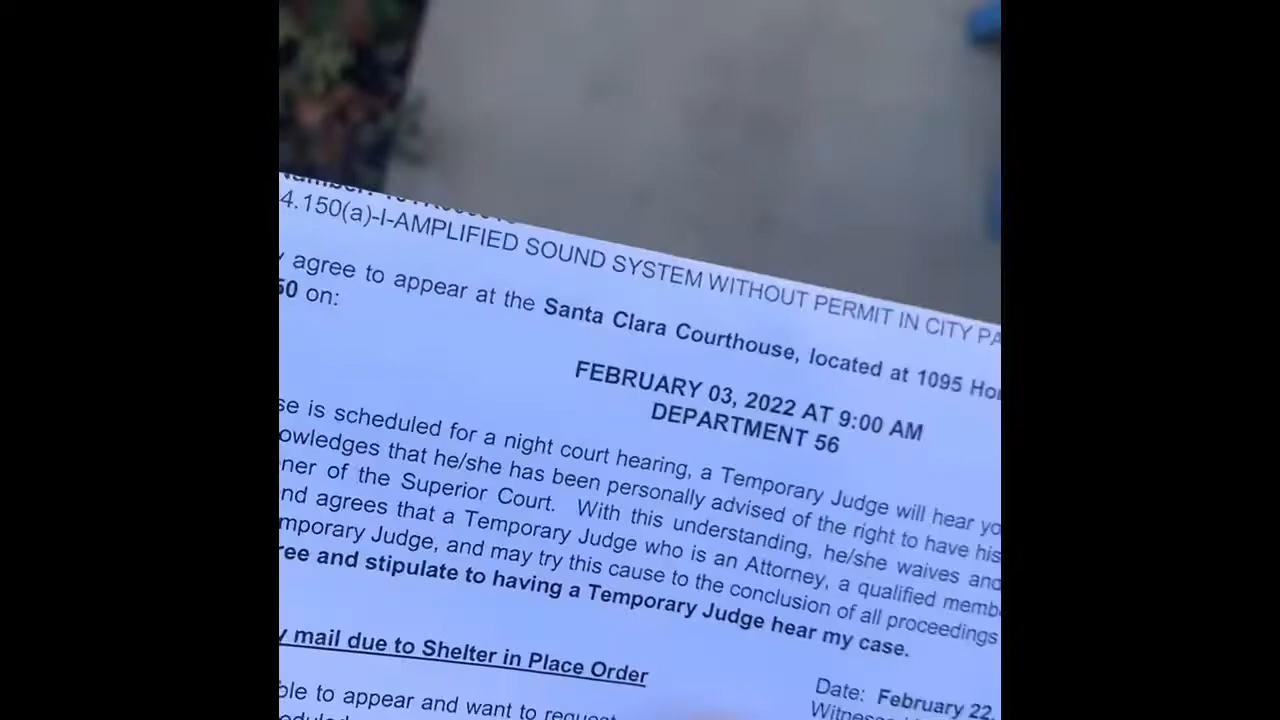 4.150(a)-I-AMPLIFIED SOUND SYSTEM WITHOUT PERMIT IN CITY PA
agree to appear at the Santa Clara Courthouse, located at 1095 Ho
50 on:
FEBRUARY 03, 2022 AT 9:00 AM
DEPARTMENT 56
se is scheduled for a night court hearing, a Temporary Judge will hear yo
owledges that he/she has been personally advised of the right to have his
ner of the Superior Court. With this understanding, he/she waives and
nd agrees that a Temporary Judge who is an Attorney, a qualified memb
mporary Judge, and may try this cause to the conclusion of all proceedings
ree and stipulate to having a Temporary Judge hear my case.
y mail due to Shelter in Place Order
ble to appear and want to request
Date: February 22,